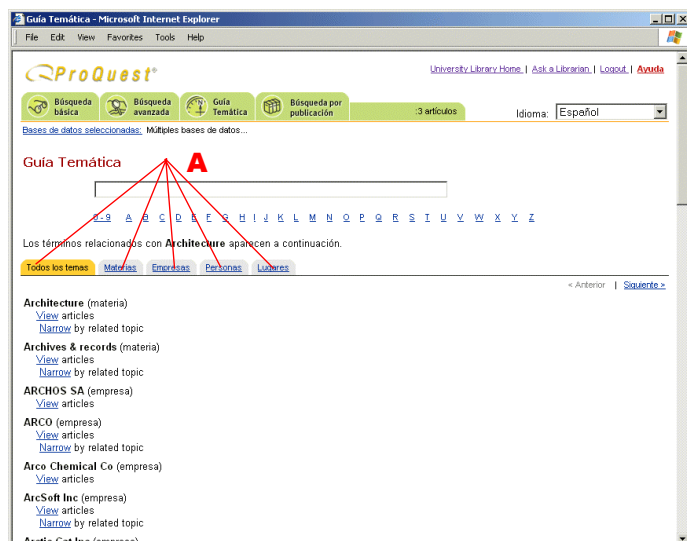 Guía Temática - Microsoft Internet Explorer
File Edit View Favorites Tools Help
ProQuest®
University Library Home | Ask a Librarian | Logout | Ayuda
Búsqueda básica
Búsqueda avanzada
Guía Temática
Búsqueda por publicación
:3 artículos
Idioma: Español
Bases de datos seleccionadas: Múltiples bases de datos...
Guía Temática
A
0-9 A B C D E F G H I J K L M N O P Q R S T U V W X Y Z
Los términos relacionados con Architecture aparecen a continuación.
Todos los temas Materias Empresas Personas Lugares
< Anterior | Siguiente >
Architecture (materia)
View articles
Narrow by related topic
Archives & records (materia)
View articles
Narrow by related topic
ARCHOS SA (empresa)
View articles
ARCO (empresa)
View articles
Narrow by related topic
Arco Chemical Co (empresa)
View articles
ArcSoft Inc (empresa)
View articles
Narrow by related topic
Arctic Cat Inc (empresa)